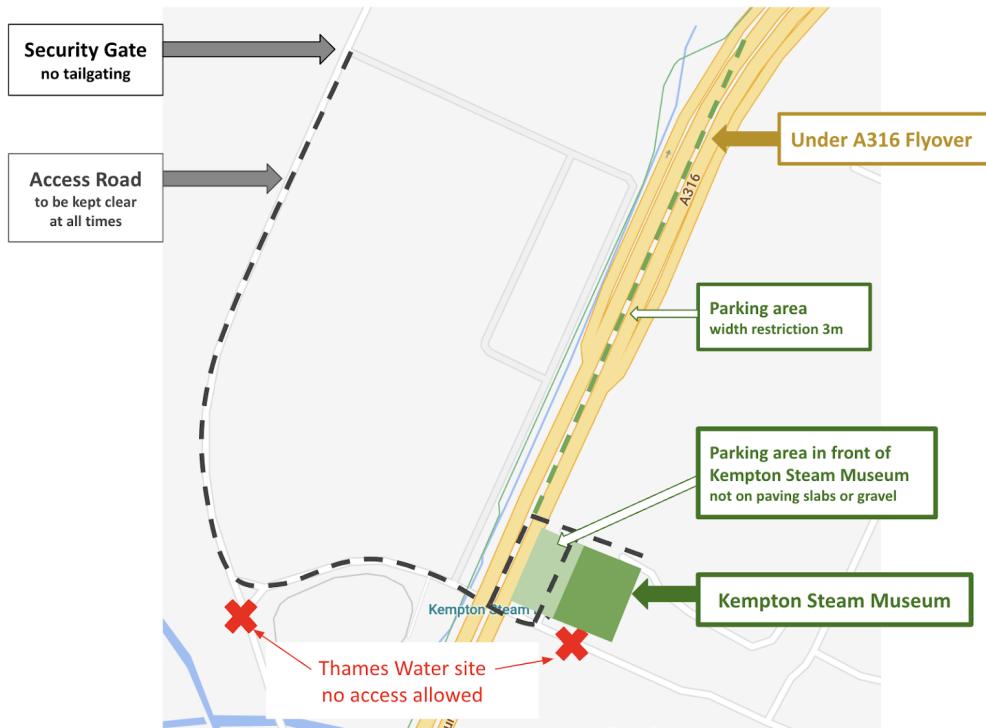 Security Gate
no tailgating
Under A316 Flyover
Access Road
to be kept clear
at all times
A316
Parking area
width restriction 3m
Parking area in front of
Kempton Steam Museum
not on paving slabs or gravel
Kempton Steam
Kempton Steam Museum
Thames Water site
no access allowed